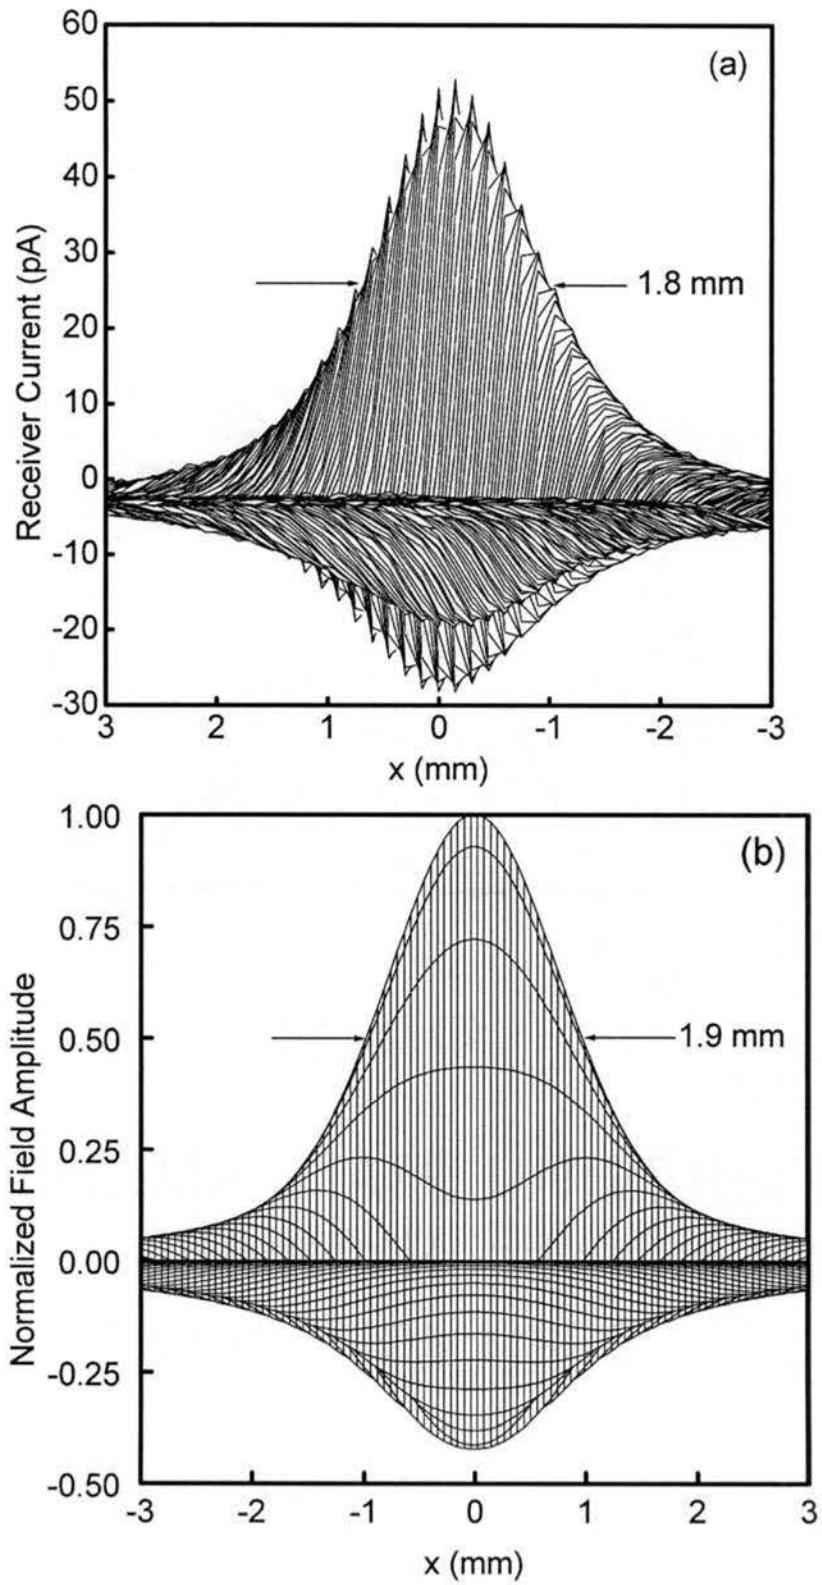 60
(a)
50
40
30
1.8 mm
20
10
0
-10
-20
-30
Receiver Current (pA)
3 2 1 0 -1 -2 -3
x (mm)
1.00
(b)
0.75
0.50
1.9 mm
0.25
0.00
-0.25
-0.50
Normalized Field Amplitude
-3 -2 -1 0 1 2 3
x (mm)